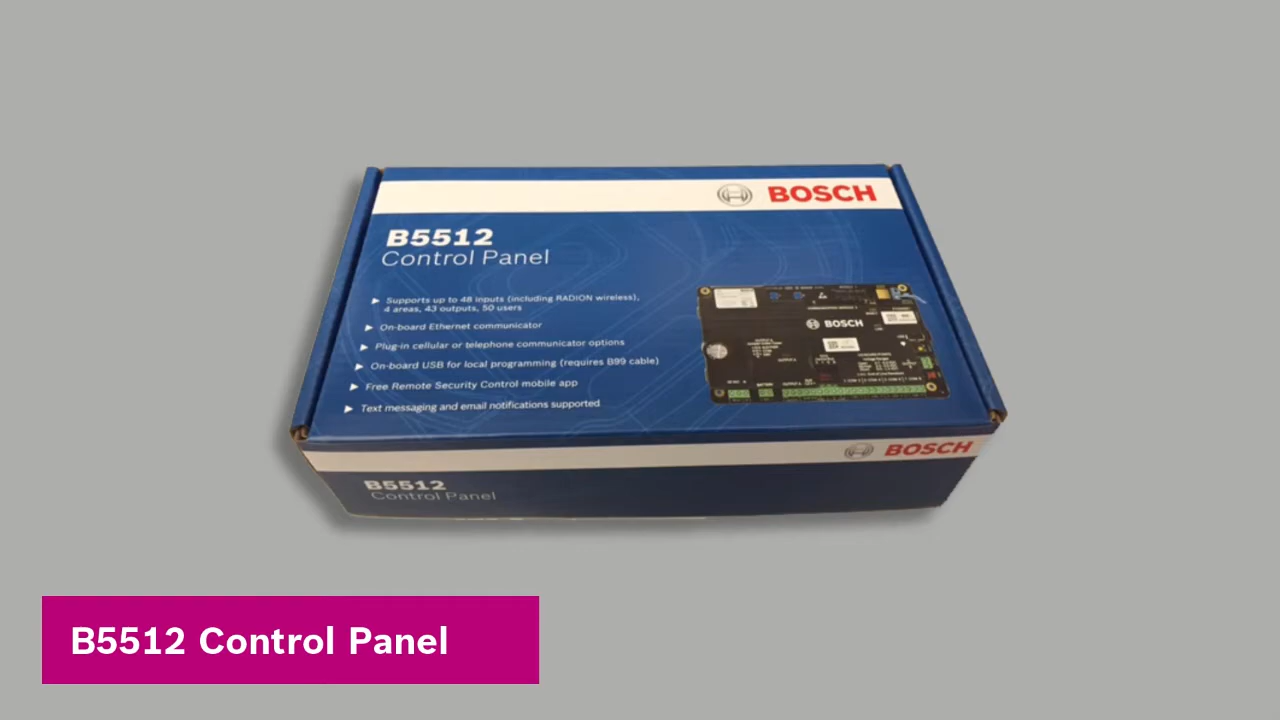 BOSCH
B5512
Control Panel
Supports up to 48 inputs (including RADION wireless),
4 areas, 43 outputs, 50 users
On-board Ethernet communicator
Plug-in cellular or telephone communicator options
On-board USB for local programming (requires B99 cable)
Free Remote Security Control mobile app
Text messaging and email notifications supported
BOSCH
BOSCH
B5512
Control Panel
B5512 Control Panel